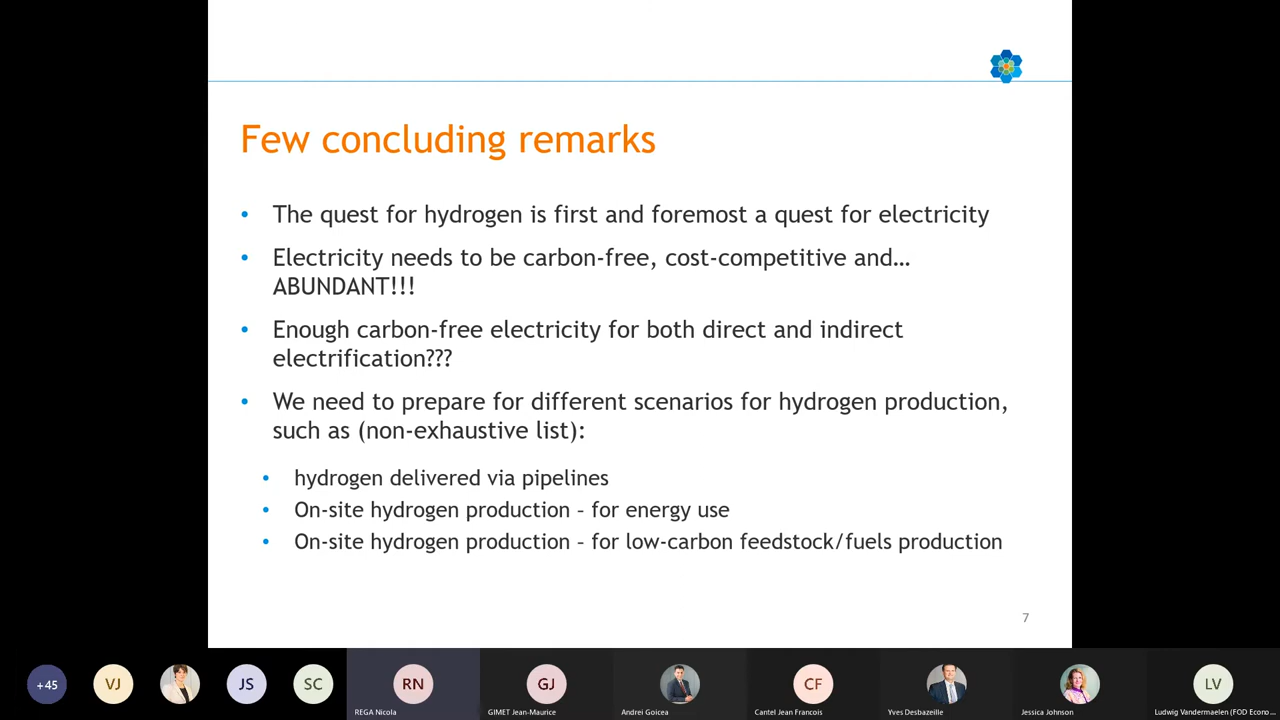 Few concluding remarks
• The quest for hydrogen is first and foremost a quest for electricity
• Electricity needs to be carbon-free, cost-competitive and…
ABUNDANT!!!
• Enough carbon-free electricity for both direct and indirect
electrification???
• We need to prepare for different scenarios for hydrogen production,
such as (non-exhaustive list):
• hydrogen delivered via pipelines
• On-site hydrogen production – for energy use
• On-site hydrogen production – for low-carbon feedstock/fuels production
7
+45 VJ JS SC RN GJ CF LV
REGA Nicola GIMET Jean-Maurice Andrei Goicea Cantel Jean Francois Yves Desbazeille Jessica Johnson Ludwig Vandermaelen (FOD Econo...